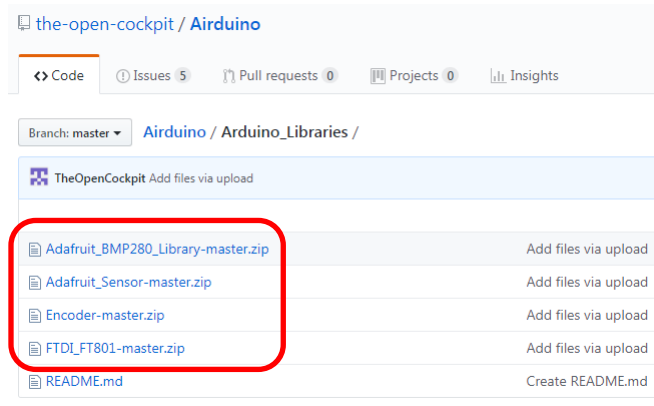 the-open-cockpit / Airduino
Code Issues 5 Pull requests 0 Projects 0 Insights
Branch: master Airduino / Arduino_Libraries /
TheOpenCockpit Add files via upload
Adafruit_BMP280_Library-master.zip Add files via upload
Adafruit_Sensor-master.zip Add files via upload
Encoder-master.zip Add files via upload
FTDI_FT801-master.zip Add files via upload
README.md Create README.md